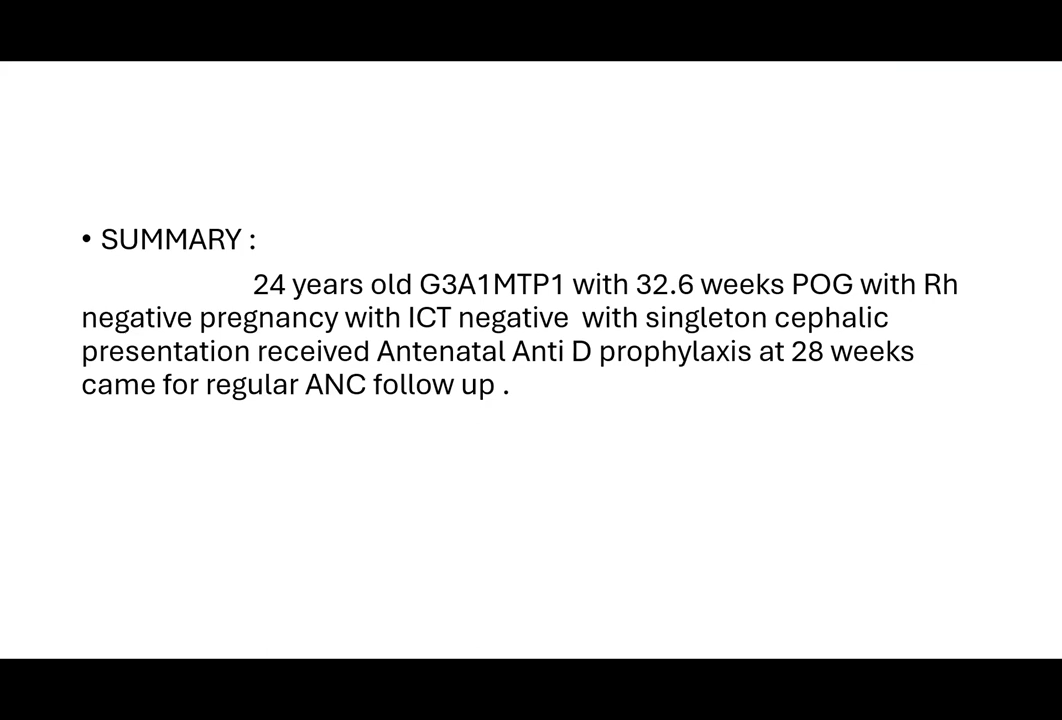 • SUMMARY :
24 years old G3A1MTP1 with 32.6 weeks POG with Rh
negative pregnancy with ICT negative  with singleton cephalic
presentation received Antenatal Anti D prophylaxis at 28 weeks
came for regular ANC follow up .